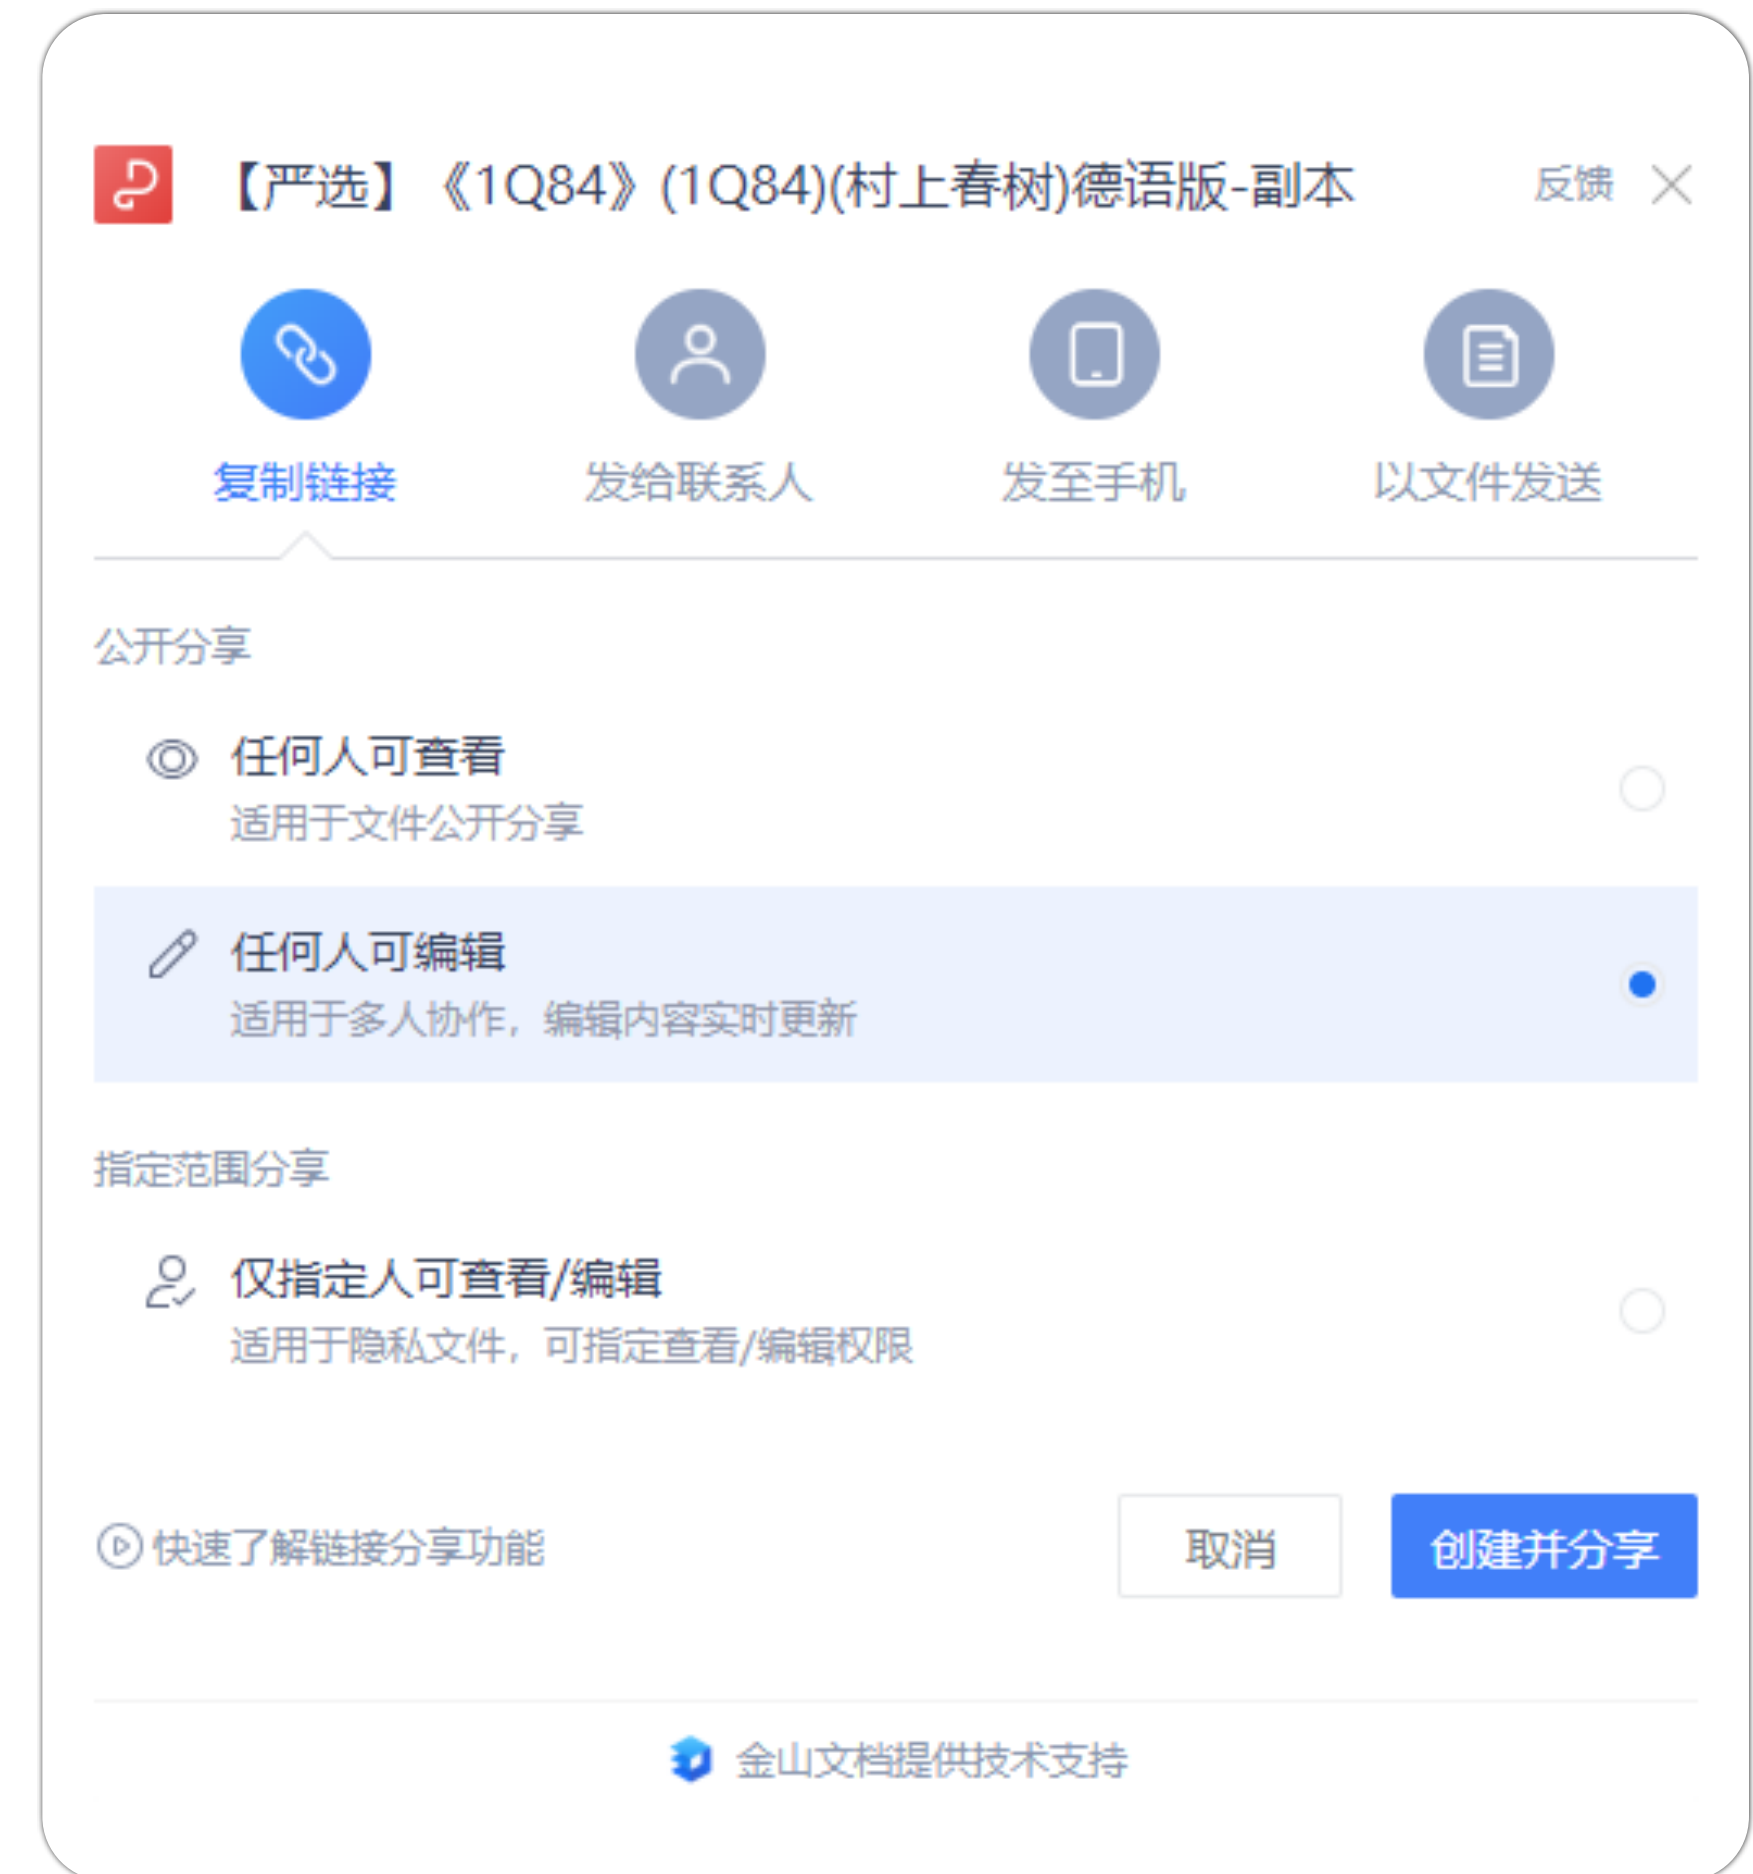 【严选】《1Q84》(1Q84)(村上春树)德语版-副本
反馈
复制链接
发给联系人
发至手机
以文件发送
公开分享
任何人可查看
适用于文件公开分享
任何人可编辑
适用于多人协作，编辑内容实时更新
指定范围分享
仅指定人可查看/编辑
适用于隐私文件，可指定查看/编辑权限
快速了解链接分享功能
取消
创建并分享
金山文档提供技术支持